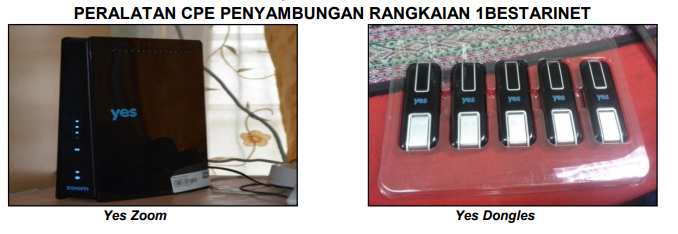 PERALATAN CPE PENYAMBUNGAN RANGKAIAN 1BESTARINET
yes
zoom
yes yes yes yes yes
Yes Zoom
Yes Dongles